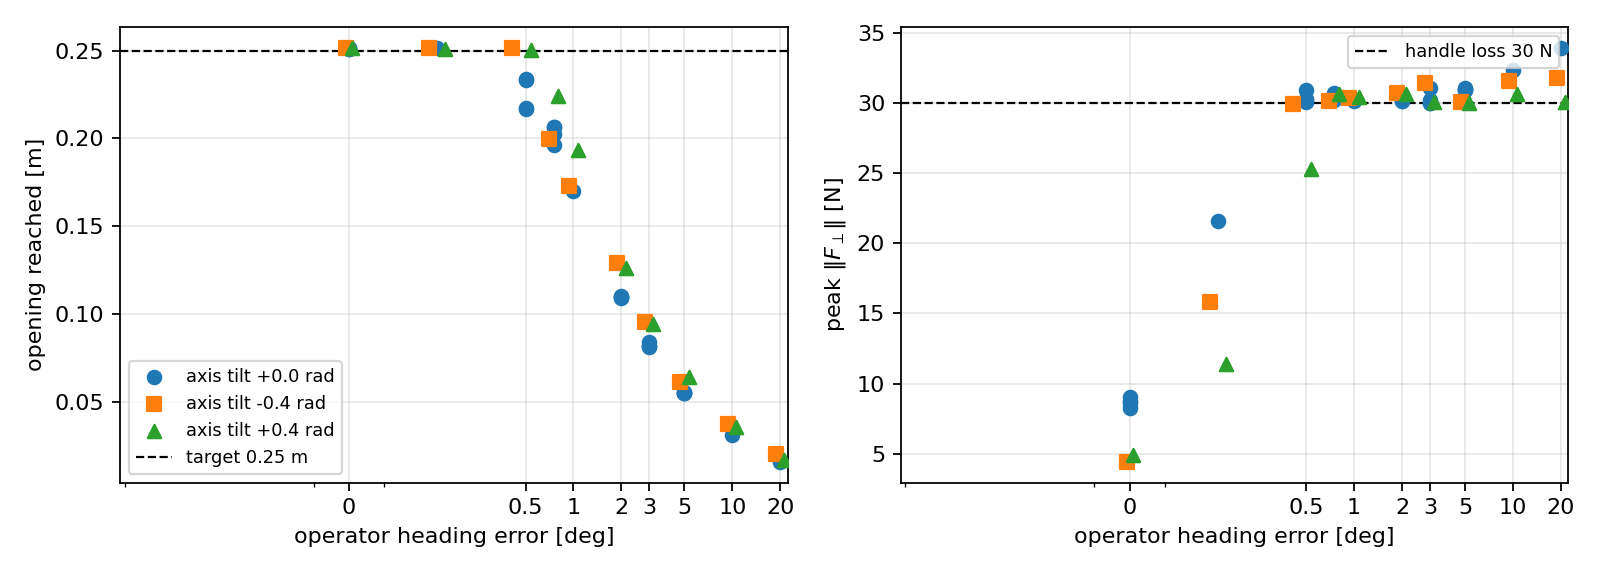 0.25
0.20
0.15
0.10
0.05
opening reached [m]
axis tilt +0.0 rad
axis tilt -0.4 rad
axis tilt +0.4 rad
target 0.25 m
0 0.5 1 2 3 5 10 20
operator heading error [deg]
35
30
25
20
15
10
5
peak ‖F⊥‖ [N]
handle loss 30 N
0 0.5 1 2 3 5 10 20
operator heading error [deg]